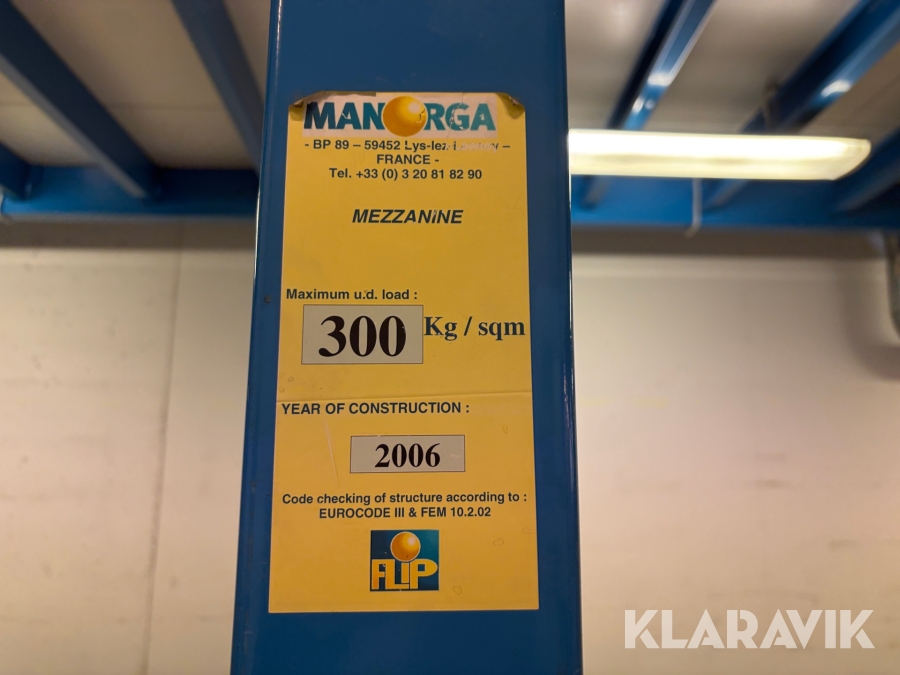 MANORGA
- BP 89 – 59452 Lys-lez-Lannoy –
FRANCE -
Tel. +33 (0) 3 20 81 82 90
MEZZANiNE
Maximum u.d. load :
300 Kg / sqm
YEAR OF CONSTRUCTION :
2006
Code checking of structure according to :
EUROCODE III & FEM 10.2.02
FLiP
KLARAVIK